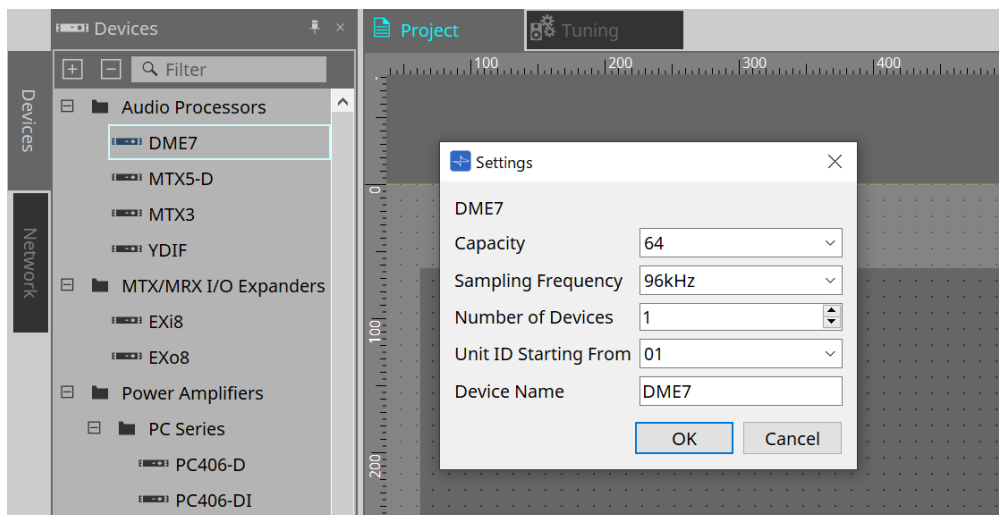 Devices
Network
Devices
Filter
Audio Processors
DME7
MTX5-D
MTX3
YDIF
MTX/MRX I/O Expanders
EXi8
EXo8
Power Amplifiers
PC Series
PC406-D
PC406-DI
Project
Tuning
100 200 300 400
0
100
200
Settings
DME7
Capacity 64
Sampling Frequency 96kHz
Number of Devices 1
Unit ID Starting From 01
Device Name DME7
OK Cancel